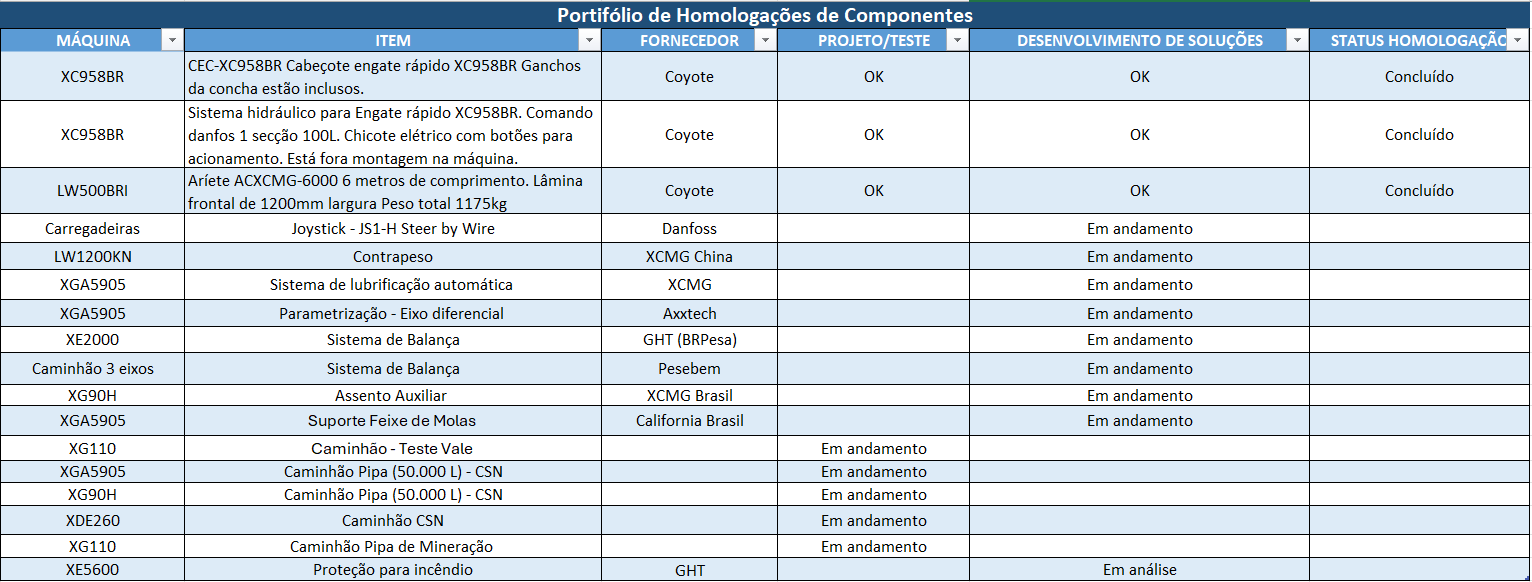 Portifólio de Homologações de Componentes
MÁQUINA ITEM FORNECEDOR PROJETO/TESTE DESENVOLVIMENTO DE SOLUÇÕES STATUS HOMOLOGAÇÃO
XC958BR CEC-XC958BR Cabeçote engate rápido XC958BR Ganchos
da concha estão inclusos. Coyote OK OK Concluído
XC958BR Sistema hidráulico para Engate rápido XC958BR. Comando
danfos 1 secção 100L. Chicote elétrico com botões para
acionamento. Está fora montagem na máquina. Coyote OK OK Concluído
LW500BRI Aríete ACXCMG-6000 6 metros de comprimento. Lâmina
frontal de 1200mm largura Peso total 1175kg Coyote OK OK Concluído
Carregadeiras Joystick - JS1-H Steer by Wire Danfoss Em andamento
LW1200KN Contrapeso XCMG China Em andamento
XGA5905 Sistema de lubrificação automática XCMG Em andamento
XGA5905 Parametrização - Eixo diferencial Axxtech Em andamento
XE2000 Sistema de Balança GHT (BRPesa) Em andamento
Caminhão 3 eixos Sistema de Balança Pesebem Em andamento
XG90H Assento Auxiliar XCMG Brasil Em andamento
XGA5905 Suporte Feixe de Molas California Brasil Em andamento
XG110 Caminhão - Teste Vale Em andamento
XGA5905 Caminhão Pipa (50.000 L) - CSN Em andamento
XG90H Caminhão Pipa (50.000 L) - CSN Em andamento
XDE260 Caminhão CSN Em andamento
XG110 Caminhão Pipa de Mineração Em andamento
XE5600 Proteção para incêndio GHT Em análise